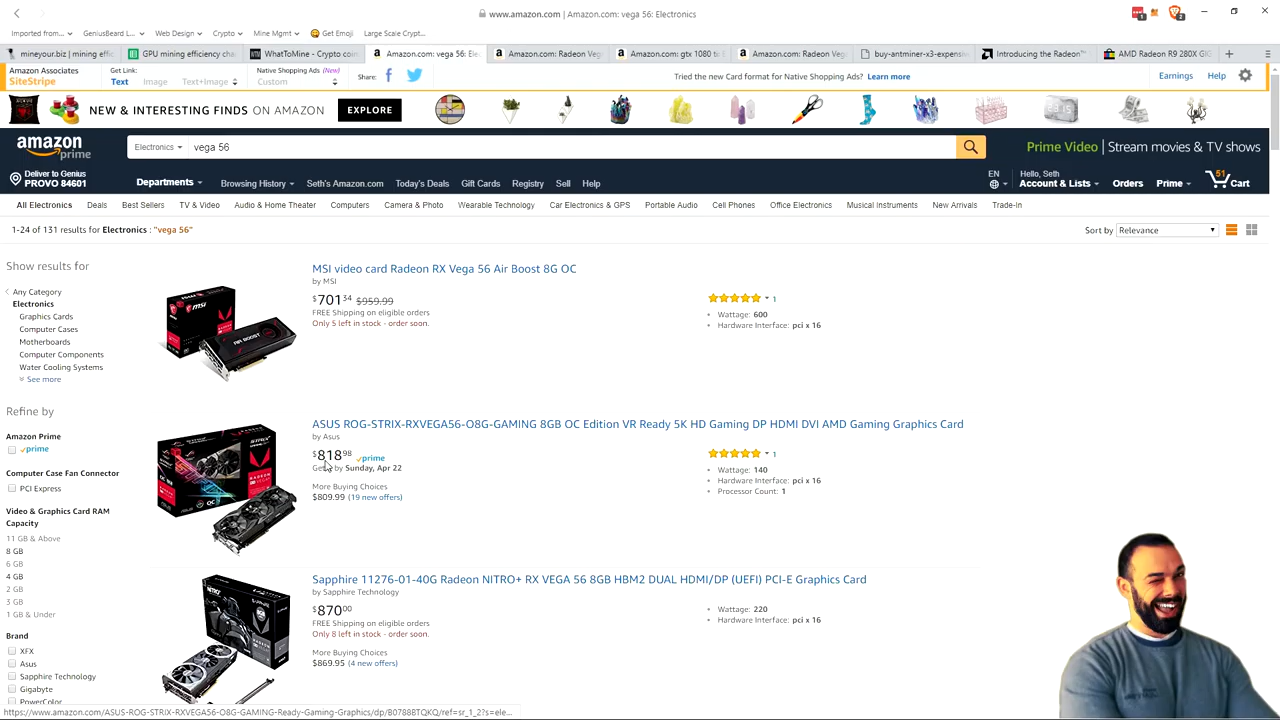 www.amazon.com | Amazon.com: vega 56: Electronics
Imported from... GeniusBeard L... Web Design Crypto Mine Mgmt Get Emoji Large Scale Crypt...
mineyour.biz | mining effic GPU mining efficiency cha WhatToMine - Crypto coin Amazon.com: vega 56: Ele Amazon.com: Radeon Veg Amazon.com: gtx 1080 ti Amazon.com: Radeon Veg buy-antminer-x3-expensiv Introducing the Radeon™ AMD Radeon R9 280X GIG
Amazon Associates
SiteStripe
Get Link:
Text Image Text+Image
Native Shopping Ads (New)
Custom
Share:
Tried the new Card format for Native Shopping Ads? Learn more
Earnings Help
NEW & INTERESTING FINDS ON AMAZON EXPLORE
amazon prime
Electronics vega 56
Prime Video | Stream movies & TV shows
Deliver to Genius
PROVO 84601
Departments Browsing History Seth's Amazon.com Today's Deals Gift Cards Registry Sell Help
EN
Hello, Seth
Account & Lists Orders Prime 51 Cart
All Electronics Deals Best Sellers TV & Video Audio & Home Theater Computers Camera & Photo Wearable Technology Car Electronics & GPS Portable Audio Cell Phones Office Electronics Musical Instruments New Arrivals Trade-In
1-24 of 131 results for Electronics : "vega 56"
Sort by Relevance
Show results for
Any Category
Electronics
Graphics Cards
Computer Cases
Motherboards
Computer Components
Water Cooling Systems
See more
Refine by
Amazon Prime
prime
Computer Case Fan Connector
PCI Express
Video & Graphics Card RAM
Capacity
11 GB & Above
8 GB
6 GB
4 GB
2 GB
3 GB
1 GB & Under
Brand
XFX
Asus
Sapphire Technology
Gigabyte
PowerColor
MSI video card Radeon RX Vega 56 Air Boost 8G OC
by MSI
$701 34 $959.99
FREE Shipping on eligible orders
Only 5 left in stock - order soon.
1
Wattage: 600
Hardware Interface: pci x 16
ASUS ROG-STRIX-RXVEGA56-O8G-GAMING 8GB OC Edition VR Ready 5K HD Gaming DP HDMI DVI AMD Gaming Graphics Card
by Asus
$818 98 prime
Get it by Sunday, Apr 22
More Buying Choices
$809.99 (19 new offers)
1
Wattage: 140
Hardware Interface: pci x 16
Processor Count: 1
Sapphire 11276-01-40G Radeon NITRO+ RX VEGA 56 8GB HBM2 DUAL HDMI/DP (UEFI) PCI-E Graphics Card
by Sapphire Technology
$870 00
FREE Shipping on eligible orders
Only 8 left in stock - order soon.
More Buying Choices
$869.95 (4 new offers)
Wattage: 220
Hardware Interface: pci x 16
https://www.amazon.com/ASUS-ROG-STRIX-RXVEGA56-O8G-GAMING-Ready-Gaming-Graphics/dp/B078BBTQKQ/ref=sr_1_2?s=ele...